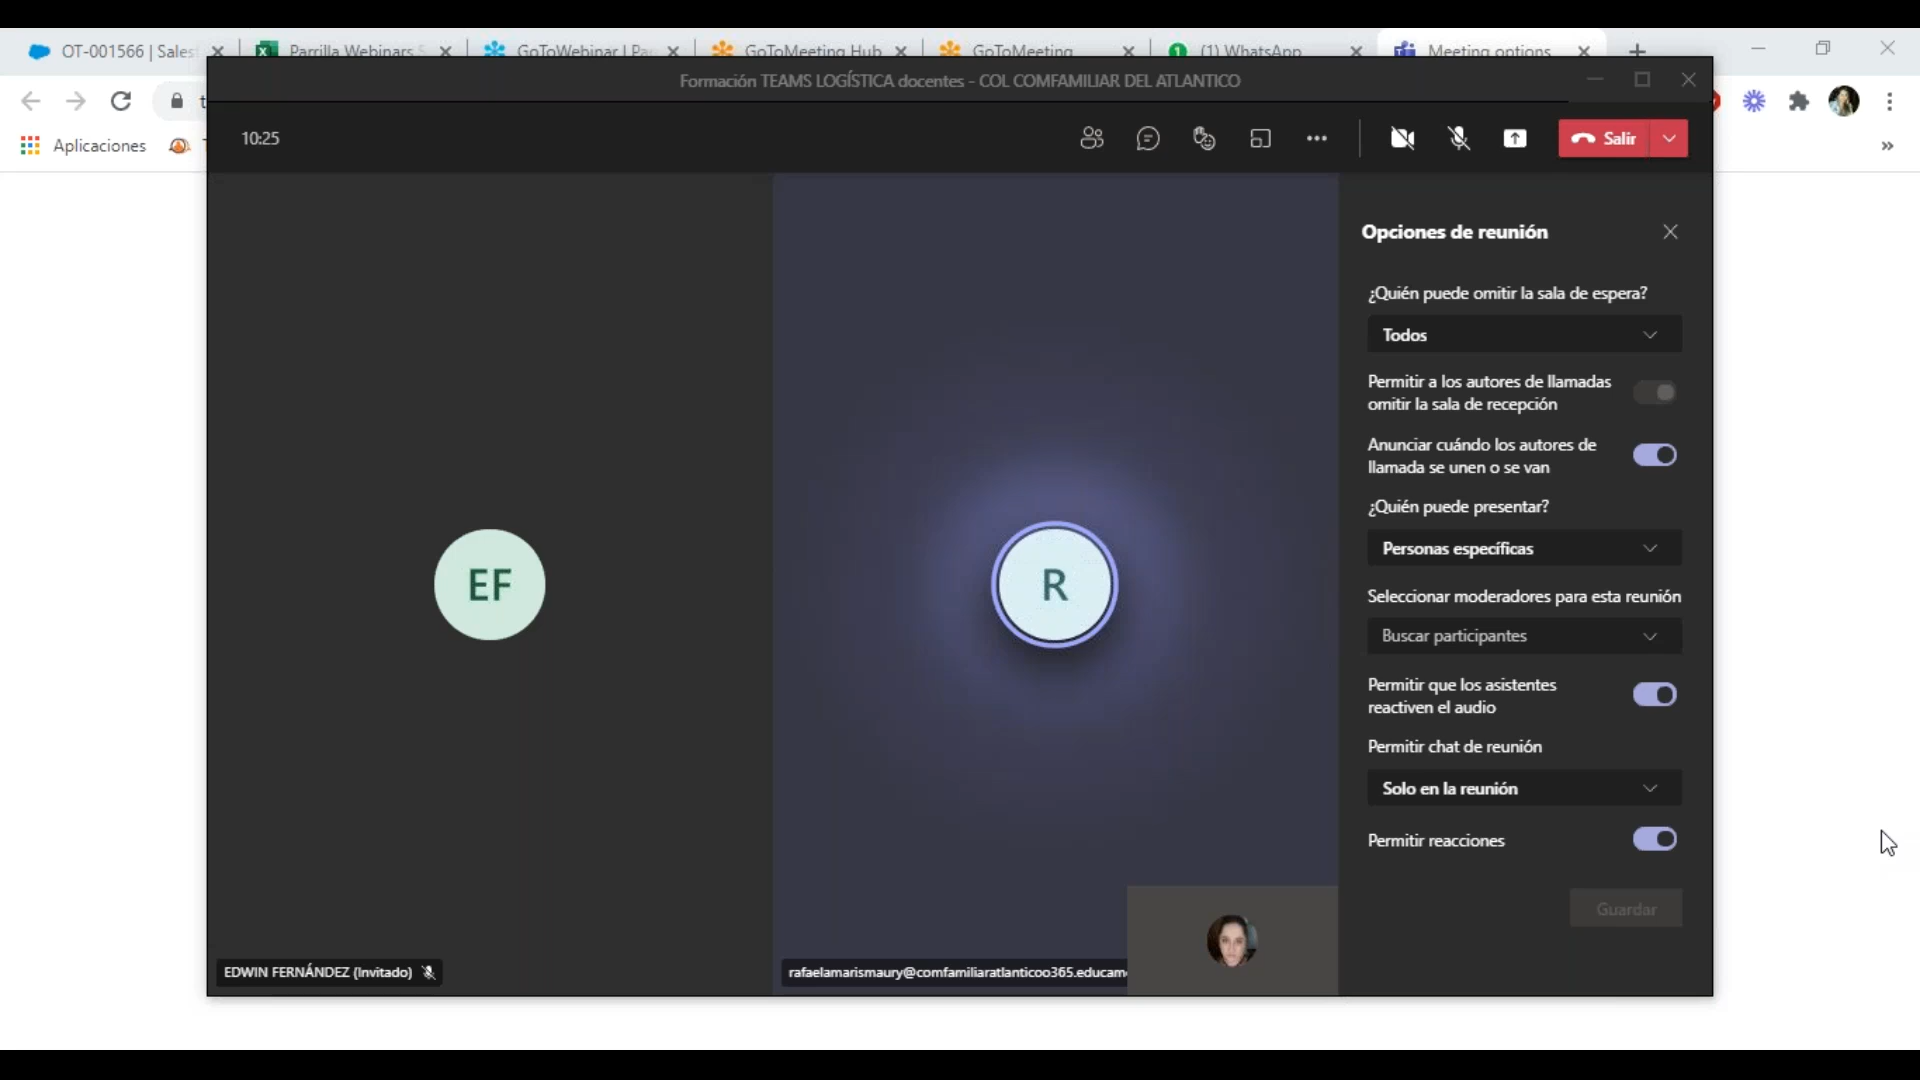 OT-001566 | Sales
Parrilla Webinars S
GoToWebinar | Pa
GoToMeeting Hub
GoToMeeting
(1) WhatsApp
Meeting options
Formación TEAMS LOGÍSTICA docentes - COL COMFAMILIAR DEL ATLANTICO
Aplicaciones
10:25
Salir
Opciones de reunión
¿Quién puede omitir la sala de espera?
Todos
Permitir a los autores de llamadas
omitir la sala de recepción
Anunciar cuándo los autores de
llamada se unen o se van
¿Quién puede presentar?
Personas específicas
Seleccionar moderadores para esta reunión
Buscar participantes
Permitir que los asistentes
reactiven el audio
Permitir chat de reunión
Solo en la reunión
Permitir reacciones
Guardar
EF
R
EDWIN FERNÁNDEZ (Invitado)
rafaelamarismaury@comfamiliaratlanticoo365.educam